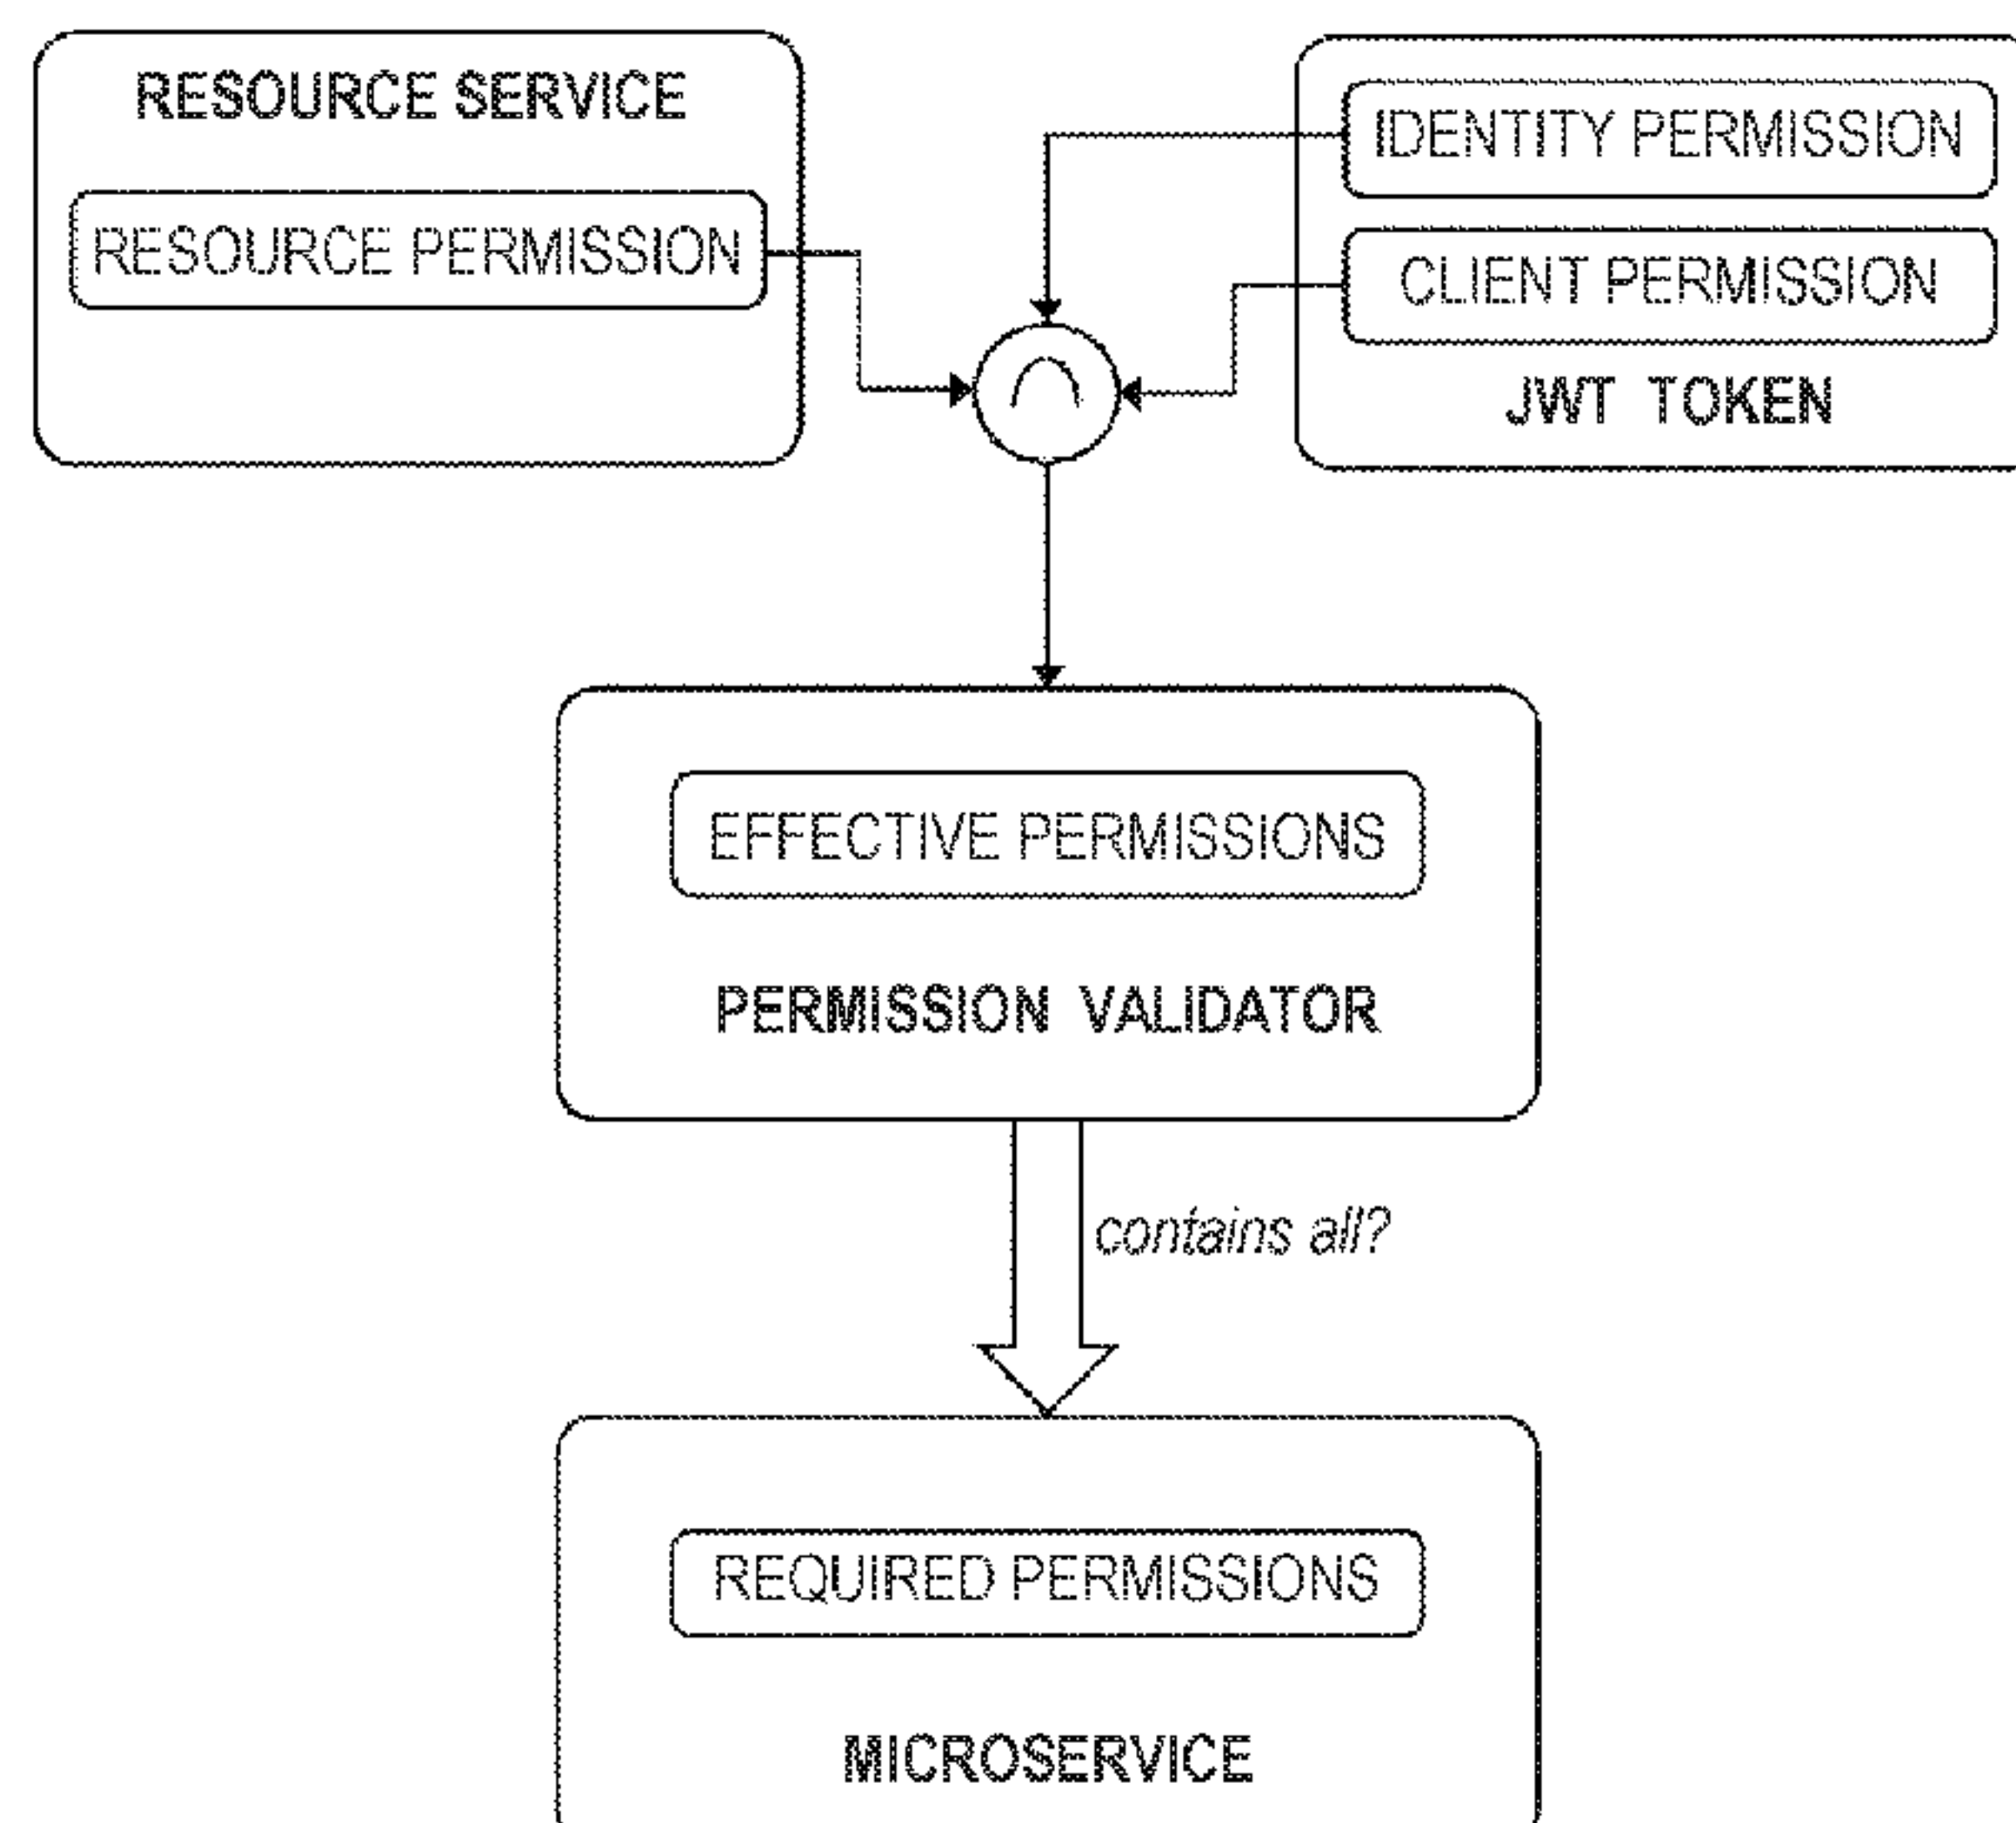 RESOURCE SERVICE
RESOURCE PERMISSION
IDENTITY PERMISSION
CLIENT PERMISSION
JWT TOKEN
EFFECTIVE PERMISSIONS
PERMISSION VALIDATOR
contains all?
REQUIRED PERMISSIONS
MICROSERVICE